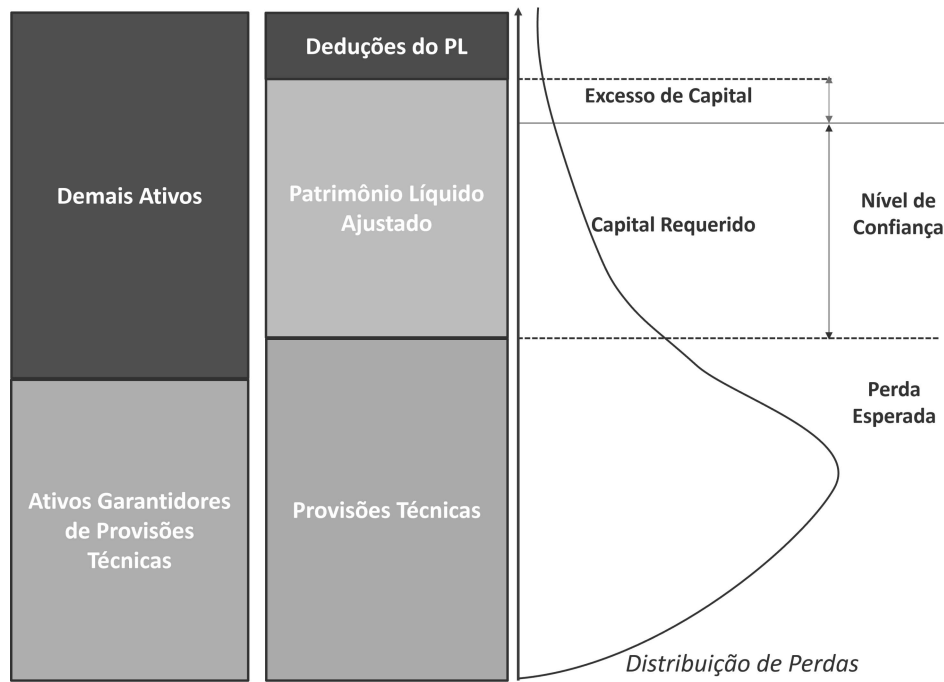 Demais Ativos
Ativos Garantidores
de Provisões
Técnicas
Deduções do PL
Patrimônio Líquido
Ajustado
Provisões Técnicas
Excesso de Capital
Capital Requerido
Nível de
Confiança
Perda
Esperada
Distribuição de Perdas